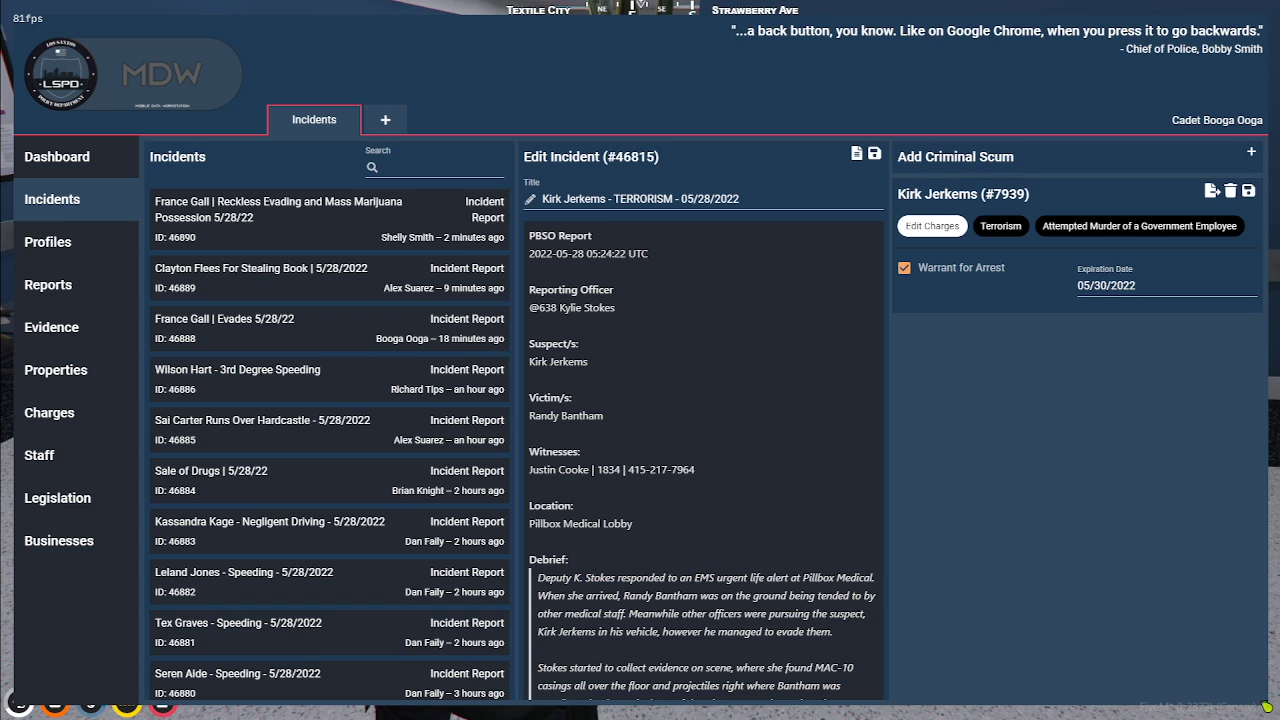 81fps
TEXTILE CITY
NE
SE
STRAWBERRY AVE
"...a back button, you know. Like on Google Chrome, when you press it to go backwards."
- Chief of Police, Bobby Smith
LOS SANTOS
LSPD
POLICE DEPARTMENT
MDW
MOBILE DATA WORKSTATION
Incidents
+
Cadet Booga Ooga
Dashboard
Incidents
Profiles
Reports
Evidence
Properties
Charges
Staff
Legislation
Businesses
Incidents
Search
France Gall | Reckless Evading and Mass Marijuana
Possession 5/28/22
Incident
Report
ID: 46890
Shelly Smith – 2 minutes ago
Clayton Flees For Stealing Book | 5/28/2022
Incident Report
ID: 46889
Alex Suarez – 9 minutes ago
France Gall | Evades 5/28/22
Incident Report
ID: 46888
Booga Ooga – 18 minutes ago
Wilson Hart - 3rd Degree Speeding
Incident Report
ID: 46886
Richard Tips – an hour ago
Sai Carter Runs Over Hardcastle - 5/28/2022
Incident Report
ID: 46885
Alex Suarez – an hour ago
Sale of Drugs | 5/28/22
Incident Report
ID: 46884
Brian Knight – 2 hours ago
Kassandra Kage - Negligent Driving - 5/28/2022
Incident Report
ID: 46883
Dan Faily – 2 hours ago
Leland Jones - Speeding - 5/28/2022
Incident Report
ID: 46882
Dan Faily – 2 hours ago
Tex Graves - Speeding - 5/28/2022
Incident Report
ID: 46881
Dan Faily – 2 hours ago
Seren Aide - Speeding - 5/28/2022
Incident Report
ID: 46880
Dan Faily – 3 hours ago
Edit Incident (#46815)
Title
Kirk Jerkems - TERRORISM - 05/28/2022
PBSO Report
2022-05-28 05:24:22 UTC
Reporting Officer
@638 Kylie Stokes
Suspect/s:
Kirk Jerkems
Victim/s:
Randy Bantham
Witnesses:
Justin Cooke | 1834 | 415-217-7964
Location:
Pillbox Medical Lobby
Debrief:
Deputy K. Stokes responded to an EMS urgent life alert at Pillbox Medical.
When she arrived, Randy Bantham was on the ground being tended to by
other medical staff. Meanwhile other officers were pursuing the suspect,
Kirk Jerkems in his vehicle, however he managed to evade them.
Stokes started to collect evidence on scene, where she found MAC-10
casings all over the floor and projectiles right where Bantham was
Add Criminal Scum
+
Kirk Jerkems (#7939)
Edit Charges
Terrorism
Attempted Murder of a Government Employee
Warrant for Arrest
Expiration Date
05/30/2022